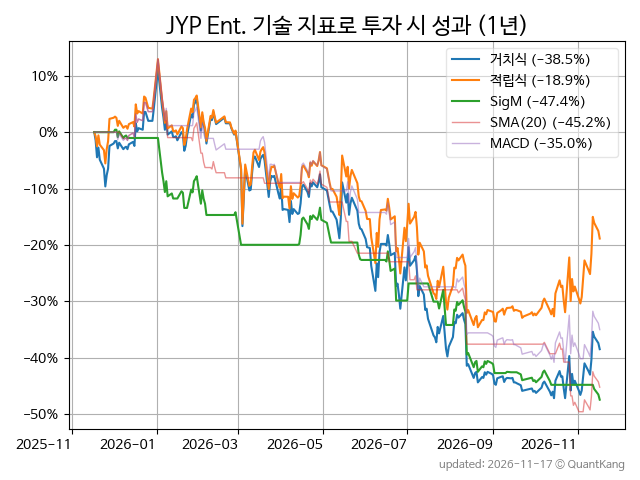 JYP Ent. 기술 지표로 투자 시 성과 (1년)
거치식 (−38.5%)
적립식 (−18.9%)
SigM (−47.4%)
SMA(20) (−45.2%)
MACD (−35.0%)
10%
0%
−10%
−20%
−30%
−40%
−50%
2025-11 2026-01 2026-03 2026-05 2026-07 2026-09 2026-11
updated: 2026-11-17 © QuantKang